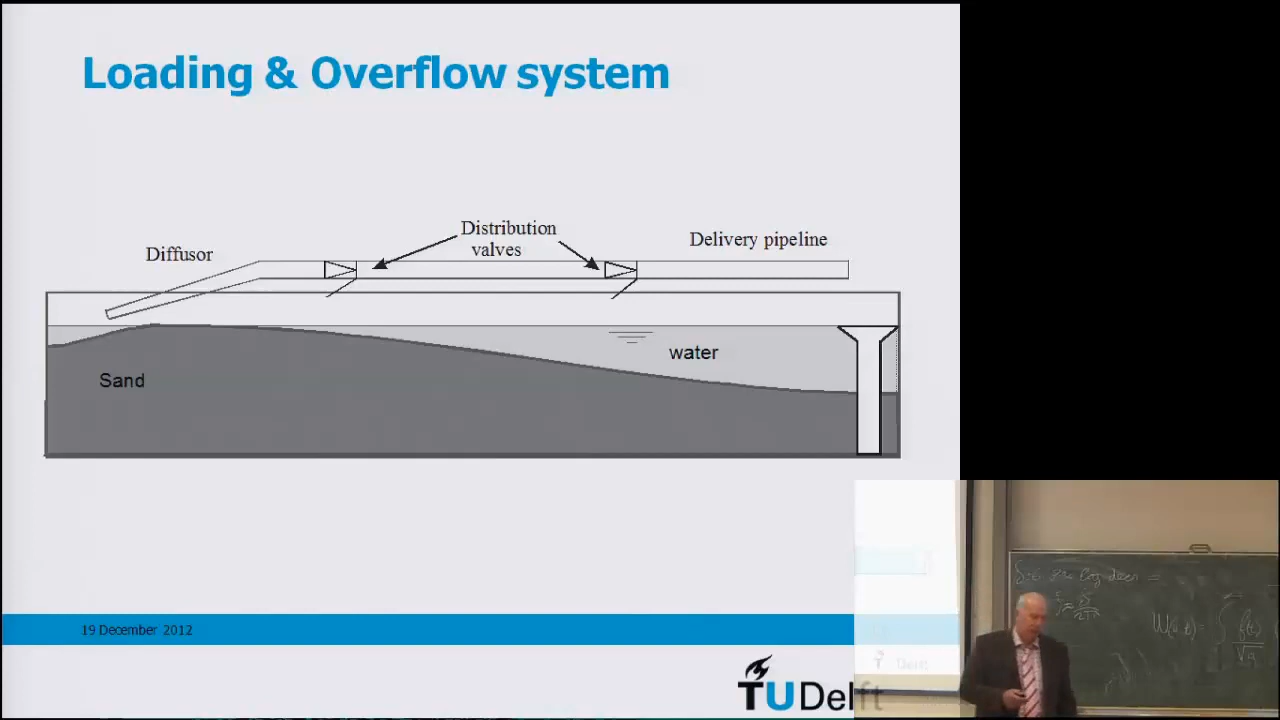 Loading & Overflow system
Distribution
valves
Delivery pipeline
Diffusor
water
Sand
19 December 2012
TUDelft